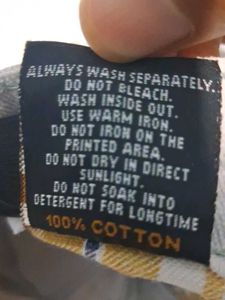 ALWAYS WASH SEPARATELY.
DO NOT BLEACH.
WASH INSIDE OUT.
USE WARM IRON.
DO NOT IRON ON THE
PRINTED AREA.
DO NOT DRY IN DIRECT
SUNLIGHT.
DO NOT SOAK INTO
DETERGENT FOR LONGTIME
100% COTTON